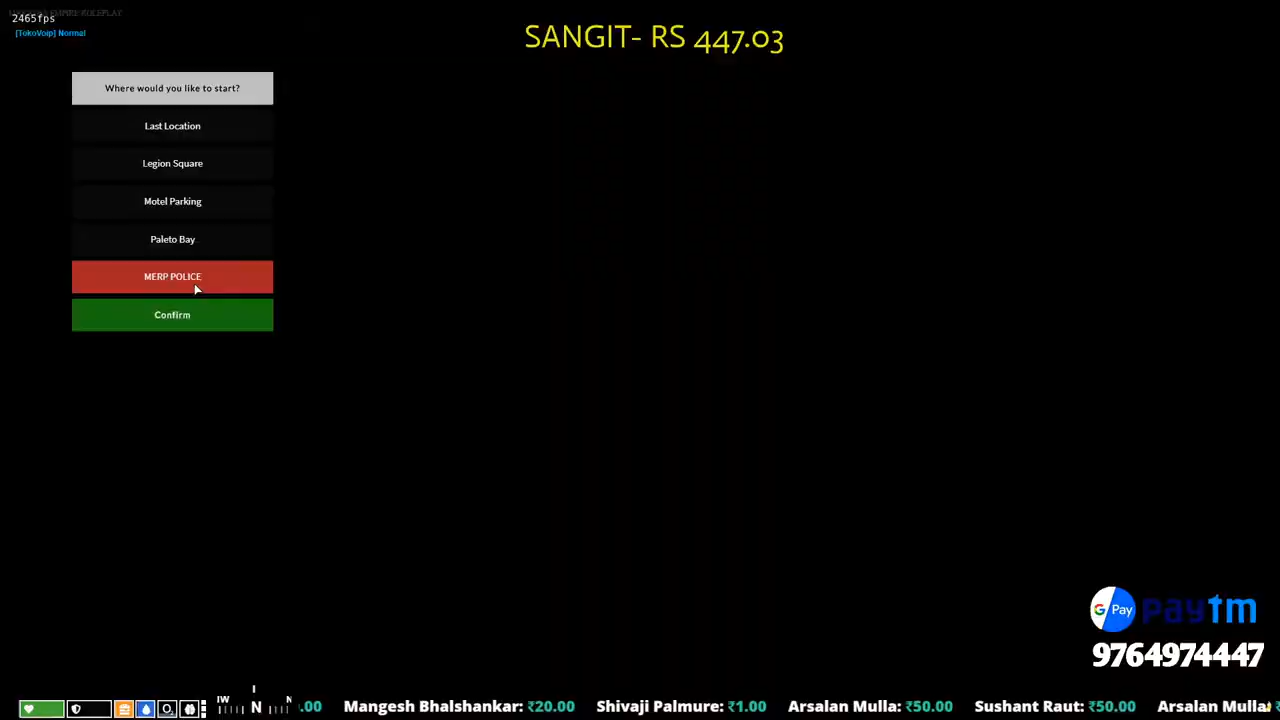 2465fps
[TokoVoip] Normal
SANGIT- RS 447.03
Where would you like to start?
Last Location
Legion Square
Motel Parking
Paleto Bay
MERP POLICE
Confirm
G Pay paytm
9764974447
IW N N
.00 Mangesh Bhalshankar: ₹20.00 Shivaji Palmure: ₹1.00 Arsalan Mulla: ₹50.00 Sushant Raut: ₹50.00 Arsalan Mulla: